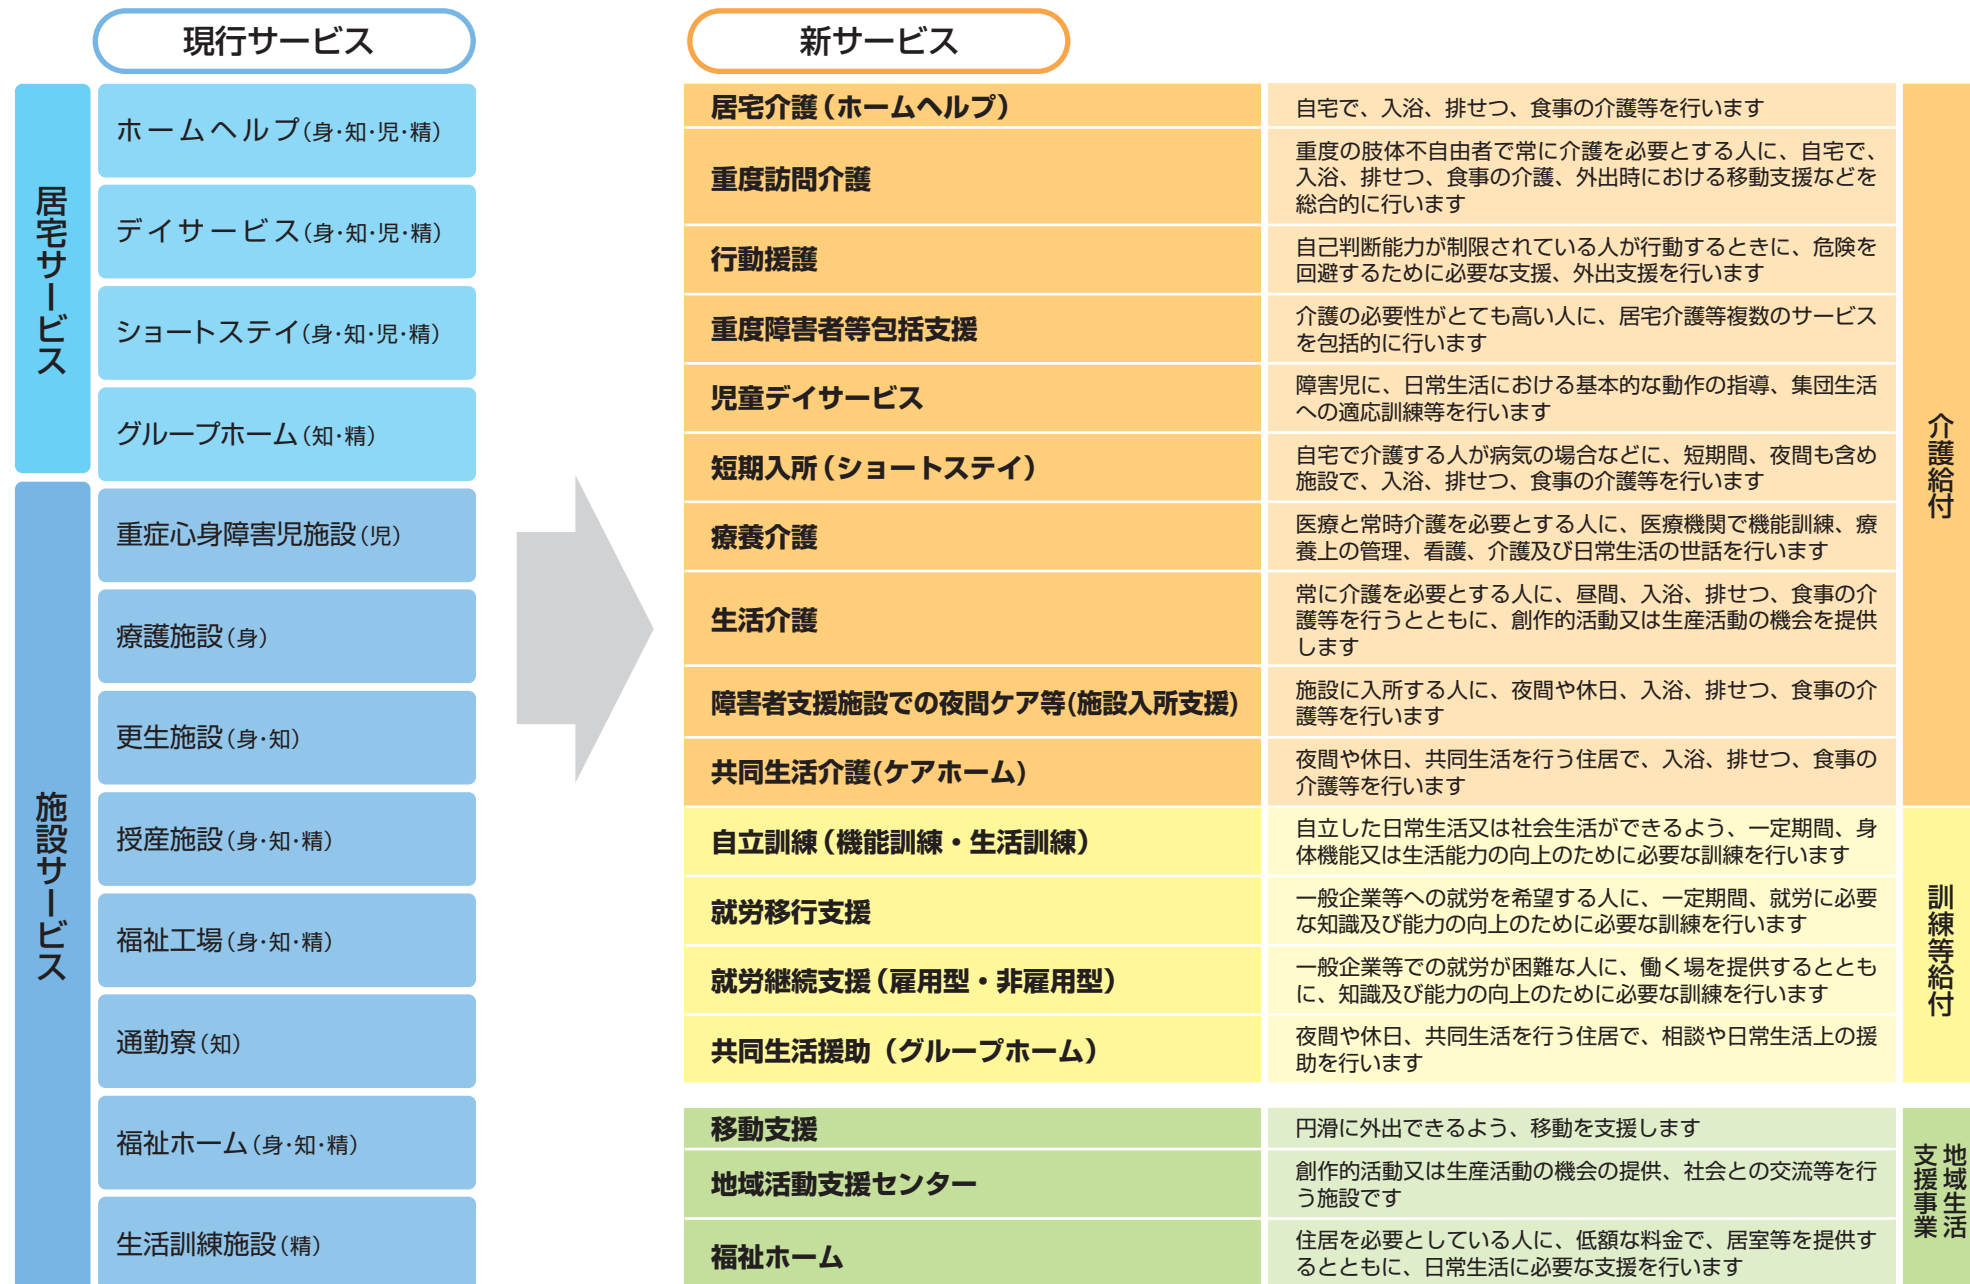 現行サービス
居宅サービス
ホームヘルプ(身・知・児・精)
デイサービス(身・知・児・精)
ショートステイ(身・知・児・精)
グループホーム(知・精)
施設サービス
重症心身障害児施設(児)
療護施設(身)
更生施設(身・知)
授産施設(身・知・精)
福祉工場(身・知・精)
通勤寮(知)
福祉ホーム(身・知・精)
生活訓練施設(精)
新サービス
居宅介護(ホームヘルプ)
自宅で、入浴、排せつ、食事の介護等を行います
重度訪問介護
重度の肢体不自由者で常に介護を必要とする人に、自宅で、
入浴、排せつ、食事の介護、外出時における移動支援などを
総合的に行います
行動援護
自己判断能力が制限されている人が行動するときに、危険を
回避するために必要な支援、外出支援を行います
重度障害者等包括支援
介護の必要性がとても高い人に、居宅介護等複数のサービス
を包括的に行います
児童デイサービス
障害児に、日常生活における基本的な動作の指導、集団生活
への適応訓練等を行います
短期入所(ショートステイ)
自宅で介護する人が病気の場合などに、短期間、夜間も含め
施設で、入浴、排せつ、食事の介護等を行います
療養介護
医療と常時介護を必要とする人に、医療機関で機能訓練、療
養上の管理、看護、介護及び日常生活の世話を行います
生活介護
常に介護を必要とする人に、昼間、入浴、排せつ、食事の介
護等を行うとともに、創作的活動又は生産活動の機会を提供
します
障害者支援施設での夜間ケア等(施設入所支援)
施設に入所する人に、夜間や休日、入浴、排せつ、食事の介
護等を行います
共同生活介護(ケアホーム)
夜間や休日、共同生活を行う住居で、入浴、排せつ、食事の
介護等を行います
介護給付
自立訓練(機能訓練・生活訓練)
自立した日常生活又は社会生活ができるよう、一定期間、身
体機能又は生活能力の向上のために必要な訓練を行います
就労移行支援
一般企業等への就労を希望する人に、一定期間、就労に必要
な知識及び能力の向上のために必要な訓練を行います
就労継続支援(雇用型・非雇用型)
一般企業等での就労が困難な人に、働く場を提供するととも
に、知識及び能力の向上のために必要な訓練を行います
共同生活援助(グループホーム)
夜間や休日、共同生活を行う住居で、相談や日常生活上の援
助を行います
訓練等給付
移動支援
円滑に外出できるよう、移動を支援します
地域活動支援センター
創作的活動又は生産活動の機会の提供、社会との交流等を行
う施設です
福祉ホーム
住居を必要としている人に、低額な料金で、居室等を提供す
るとともに、日常生活に必要な支援を行います
地域生活
支援事業